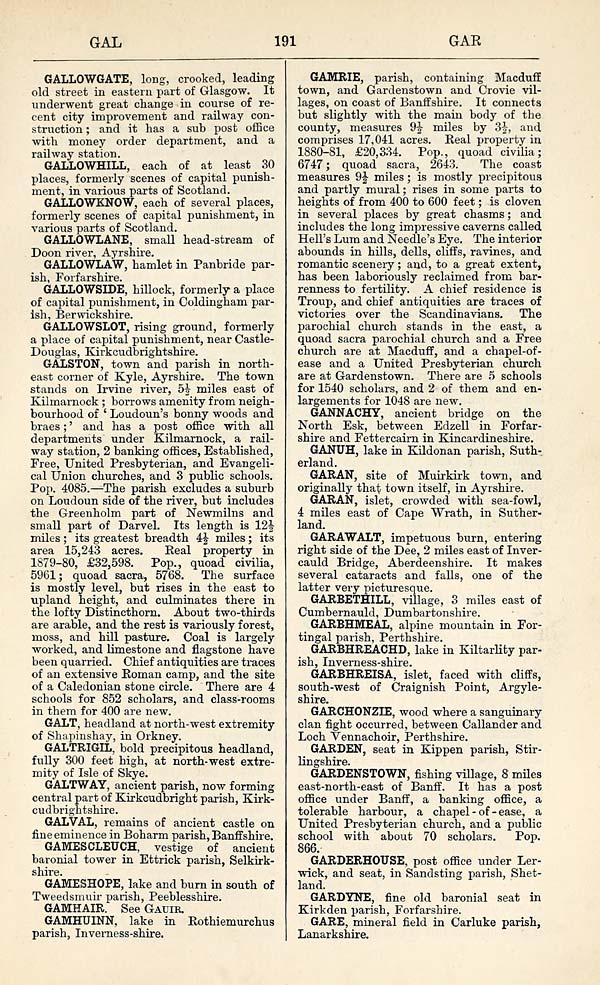 GAL 191 GAR
GALLOWGATE, long, crooked, leading
old street in eastern part of Glasgow. It
underwent great change in course of re-
cent city improvement and railway con-
struction; and it has a sub post office
with money order department, and a
railway station.
GALLOWHILL, each of at least 30
places, formerly scenes of capital punish-
ment, in various parts of Scotland.
GALLOWKNOW, each of several places,
formerly scenes of capital punishment, in
various parts of Scotland.
GALLOWLANE, small head-stream of
Doon river, Ayrshire.
GALLOWLAW, hamlet in Panbride par-
ish, Forfarshire.
GALLOWSIDE, hillock, formerly a place
of capital punishment, in Coldingham par-
ish, Berwickshire.
GALLOWSLOT, rising ground, formerly
a place of capital punishment, near Castle-
Douglas, Kirkcudbrightshire.
GALSTON, town and parish in north-
east corner of Kyle, Ayrshire. The town
stands on Irvine river, 5½ miles east of
Kilmarnock; borrows amenity from neigh-
bourhood of ‘Loudoun's bonny woods and
braes;’ and has a post office with all
departments under Kilmarnock, a rail-
way station, 2 banking offices, Established,
Free, United Presbyterian, and Evangeli-
cal Union churches, and 3 public schools.
Pop. 4085.—The parish excludes a suburb
on Loudoun side of the river, but includes
the Greenholm part of Newmilns and
small part of Darvel. Its length is 12½
miles; its greatest breadth 4½ miles; its
area 15,243 acres. Real property in
1879-80, £32,598. Pop., quoad civilia,
5961; quoad sacra, 5768. The surface
is mostly level, but rises in the east to
upland height, and culminates there in
the lofty Distincthorn. About two-thirds
are arable, and the rest is variously forest,
moss, and hill pasture. Coal is largely
worked, and limestone and flagstone have
been quarried. Chief antiquities are traces
of an extensive Roman camp, and the site
of a Caledonian stone circle. There are 4
schools for 852 scholars, and class-rooms
in them for 400 are new.
GALT, headland at north-west extremity
of Shapinshay, in Orkney.
GALTRIGIL, bold precipitous headland,
fully 300 feet high, at north-west extre-
mity of Isle of Skye.
GALTWAY, ancient parish, now forming
central part of Kirkcudbright parish, Kirk-
cudbrightshire.
GALVAL, remains of ancient castle on
fine eminence in Boharm parish, Banffshire.
GAMESCLEUCH, vestige of ancient
baronial tower in Ettrick parish, Selkirk-
shire.
GAMESHOPE, lake and burn in south of
Tweedsmuir parish, Peeblesshire.
GAMHAIR. See GAUIR.
GAMHUINN, lake in Rothiemurchus
parish, Inverness-shire.
GAMRIE, parish, containing Macduff
town, and Gardenstown and Crovie vil-
lages, on coast of Banffshire. It connects
but slightly with the main body of the
county, measures 9½ miles by 3½, and
comprises 17,041 acres. Real property in
1880-81, £20,334. Pop., quoad civilia;
6747; quoad sacra, 2643. The coast
measures 9½ miles; is mostly precipitous
and partly mural; rises in some parts to
heights of from 400 to 600 feet; is cloven
in several places by great chasms; and
includes the long impressive caverns called
Hell's Lum and Needle's Eye. The interior
abounds in hills, dells, cliffs, ravines, and
romantic scenery; and, to a great extent,
has been laboriously reclaimed from bar-
renness to fertility. A chief residence is
Troup, and chief antiquities are traces of
victories over the Scandinavians. The
parochial church stands in the east, a
quoad sacra parochial church and a Free
church are at Macduff, and a chapel-of-
ease and a United Presbyterian church
are at Gardenstown. There are 5 schools
for 1540 scholars, and 2 of them and en-
largements for 1048 are new.
GANNACHY, ancient bridge on the
North Esk, between Edzell in Forfar-
shire and Fettercairn in Kincardineshire.
GANUH, lake in Kildonan parish, Suth-
erland.
GARAN, site of Muirkirk town, and
originally that town itself, in Ayrshire.
GARAN, islet, crowded with sea-fowl,
4 miles east of Cape Wrath, in Suther-
land.
GARAWALT, impetuous burn, entering
right side of the Dee, 2 miles east of Inver-
cauld Bridge, Aberdeenshire. It makes
several cataracts and falls, one of the
latter very picturesque.
GARBETHILL, village, 3 miles east of
Cumbernauld, Dumbartonshire.
GARBHMEAL, alpine mountain in For-
tingal parish, Perthshire.
GARBHREACHD, lake in Kiltarlity par-
ish, Inverness-shire.
GARBHREISA, islet, faced with cliffs,
south-west of Craignish Point, Argyle-
shire.
GARCHONZIE, wood where a sanguinary
clan fight occurred, between Callander and
Loch Vennachoir, Perthshire.
GARDEN, seat in Kippen parish, Stir-
lingshire.
GARDENSTOWN, fishing village, 8 miles
east-north-east of Banff. It has a post
office under Banff, a banking office, a
tolerable harbour, a chapel-of-ease, a
United Presbyterian church, and a public
school with about 70 scholars. Pop.
866.
GARDERHOUSE, post office under Ler-
wick, and seat, in Sandsting parish, Shet-
land.
GARDYNE, fine old baronial seat in
Kirkden parish, Forfarshire.
GARE, mineral field in Carluke parish,
Lanarkshire.